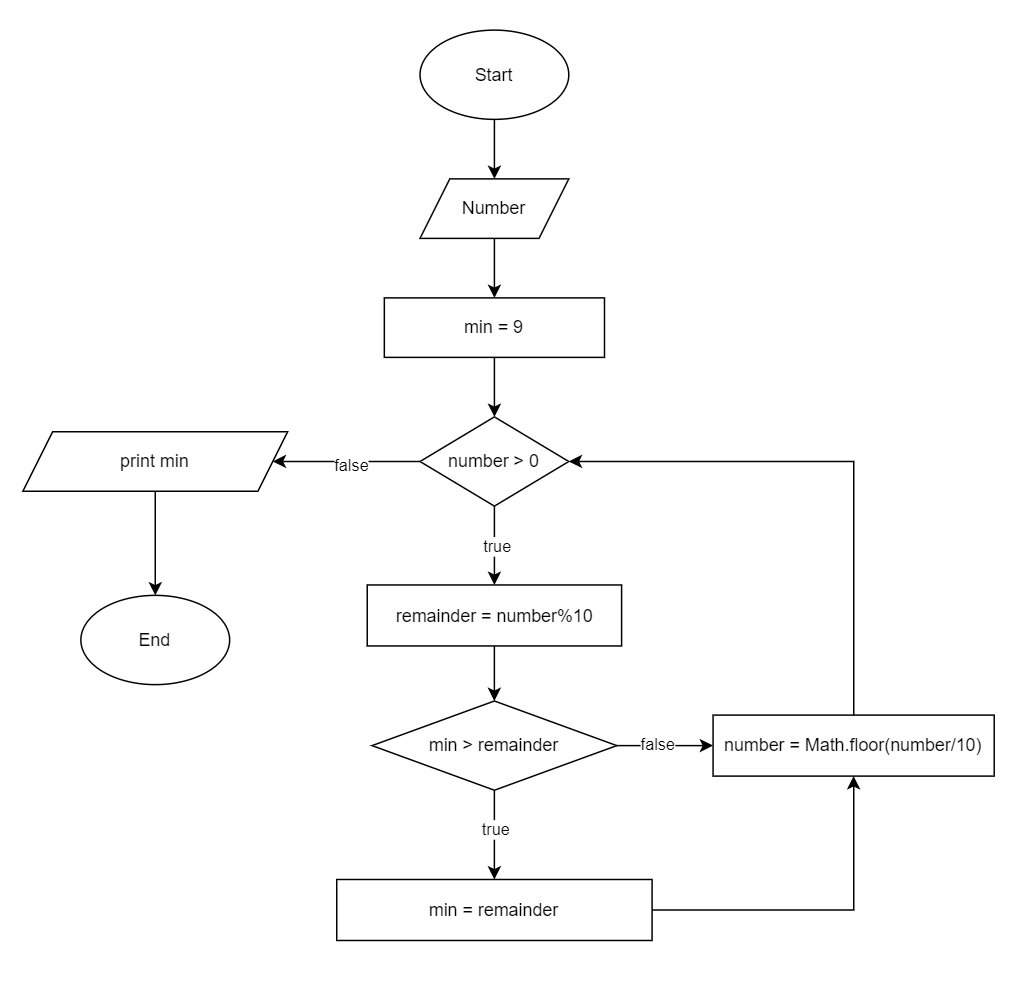 Start
Number
min = 9
number > 0
false
print min
End
true
remainder = number%10
min > remainder
false
number = Math.floor(number/10)
true
min = remainder